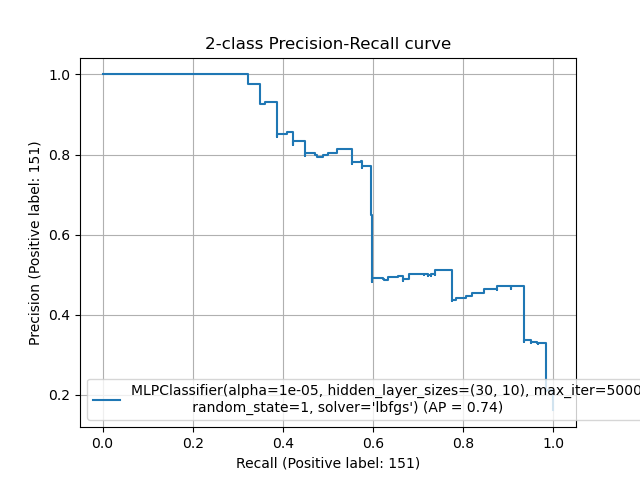 2-class Precision-Recall curve
1.0
0.8
0.6
0.4
0.2
Precision (Positive label: 151)
MLPClassifier(alpha=1e-05, hidden_layer_sizes=(30, 10), max_iter=5000
random_state=1, solver='lbfgs') (AP = 0.74)
0.0 0.2 0.4 0.6 0.8 1.0
Recall (Positive label: 151)